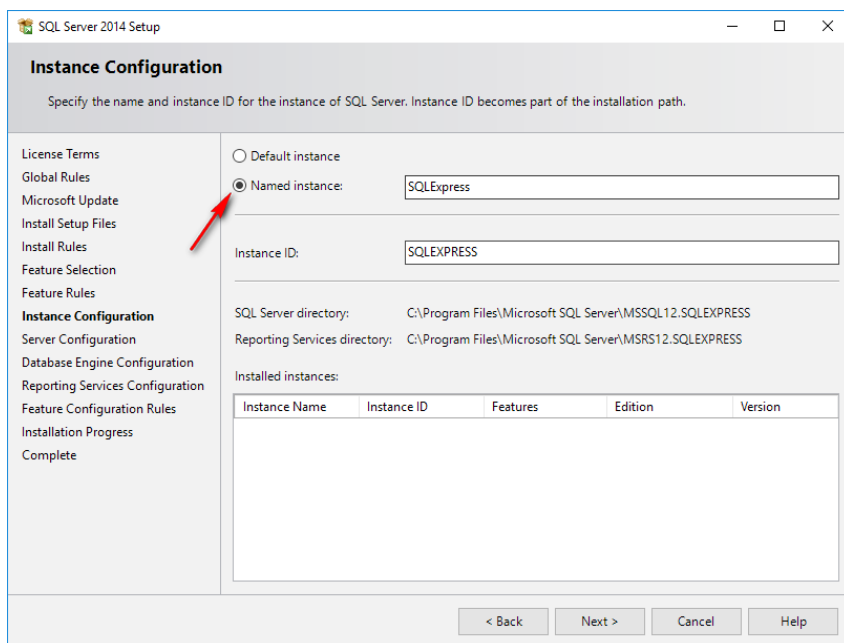 SQL Server 2014 Setup
Instance Configuration
Specify the name and instance ID for the instance of SQL Server. Instance ID becomes part of the installation path.
License Terms
Global Rules
Microsoft Update
Install Setup Files
Install Rules
Feature Selection
Feature Rules
Instance Configuration
Server Configuration
Database Engine Configuration
Reporting Services Configuration
Feature Configuration Rules
Installation Progress
Complete
Default instance
Named instance: SQLExpress
Instance ID: SQLEXPRESS
SQL Server directory: C:\Program Files\Microsoft SQL Server\MSSQL12.SQLEXPRESS
Reporting Services directory: C:\Program Files\Microsoft SQL Server\MSRS12.SQLEXPRESS
Installed instances:
Instance Name Instance ID Features Edition Version
< Back Next > Cancel Help